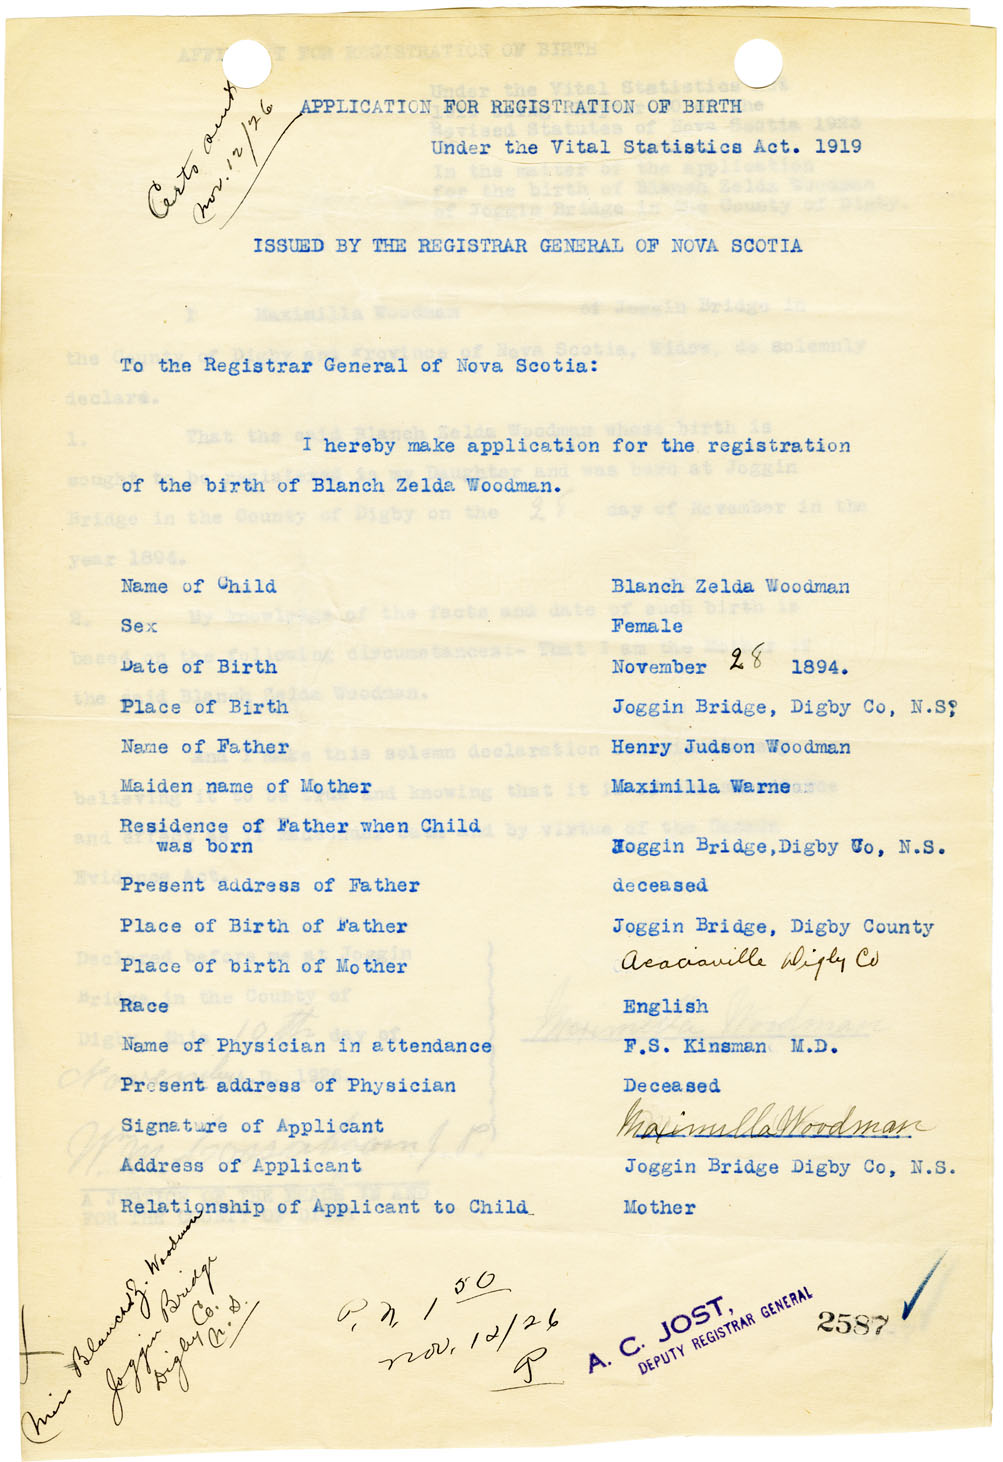 APPLICATION FOR REGISTRATION OF BIRTH
Under the Vital Statistics Act. 1919
Certs sent
Nov. 12/26
ISSUED BY THE REGISTRAR GENERAL OF NOVA SCOTIA
To the Registrar General of Nova Scotia:
I hereby make application for the registration
of the birth of Blanch Zelda Woodman.
Name of Child Blanch Zelda Woodman
Sex Female
Date of Birth November 28 1894.
Place of Birth Joggin Bridge, Digby Co, N.S?
Name of Father Henry Judson Woodman
Maiden name of Mother Maximilla Warne
Residence of Father when Child
was born Joggin Bridge,Digby Co, N.S.
Present address of Father deceased
Place of Birth of Father Joggin Bridge, Digby County
Place of birth of Mother Acaciaville Digby Co
Race English
Name of Physician in attendance F.S. Kinsman M.D.
Present address of Physician Deceased
Signature of Applicant Maximilla Woodman
Address of Applicant Joggin Bridge Digby Co, N.S.
Relationship of Applicant to Child Mother
Miss Blanch Z. Woodman
Joggin Bridge
Digby Co.
N. S.
P. N. 1 50
Nov. 12/26
P
A. C. JOST,
DEPUTY REGISTRAR GENERAL
2587